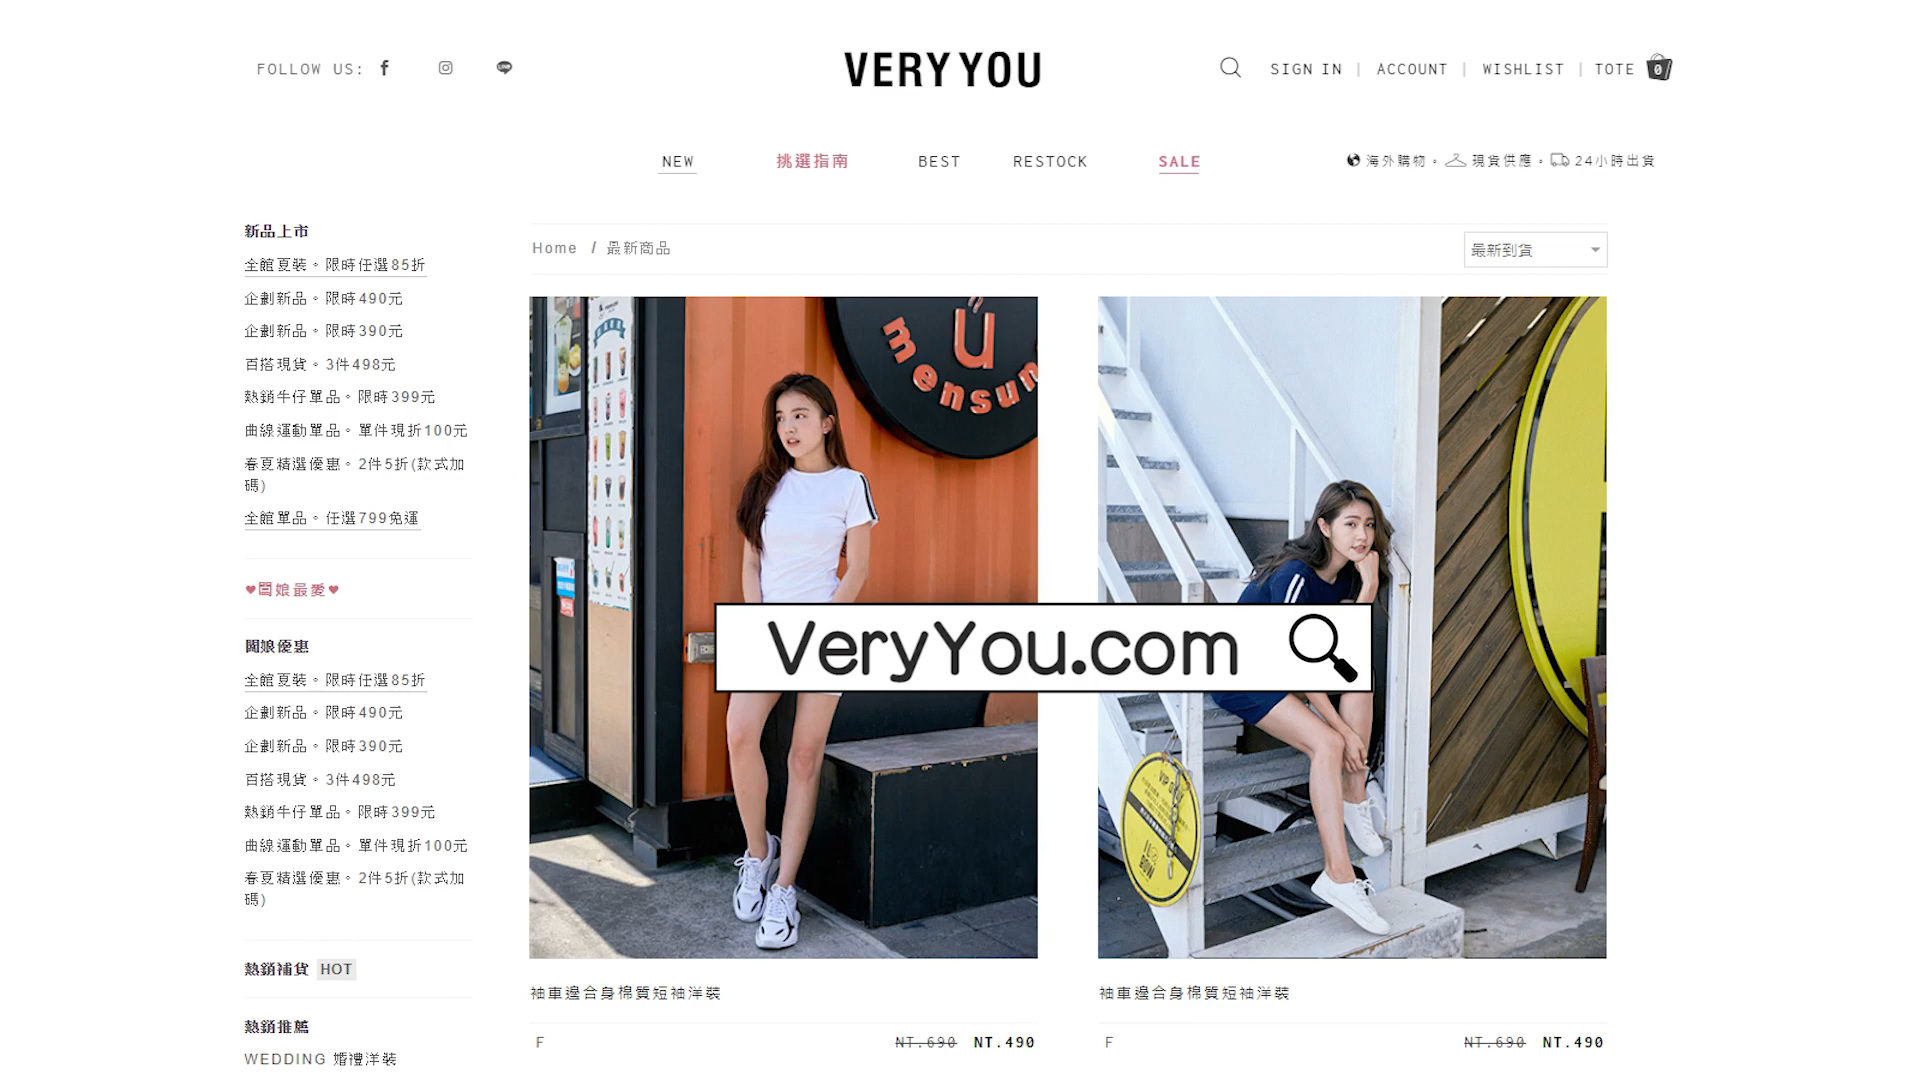 FOLLOW US:
VERY YOU
SIGN IN | ACCOUNT | WISHLIST | TOTE 0
NEW 挑選指南 BEST RESTOCK SALE
海外購物。現貨供應。24小時出貨
新品上市
全館夏裝。限時任選85折
企劃新品。限時490元
企劃新品。限時390元
百搭現貨。3件498元
熱銷牛仔單品。限時399元
曲線運動單品。單件現折100元
春夏精選優惠。2件5折(款式加
碼)
全館單品。任選799免運
♥闆娘最愛♥
闆娘優惠
全館夏裝。限時任選85折
企劃新品。限時490元
企劃新品。限時390元
百搭現貨。3件498元
熱銷牛仔單品。限時399元
曲線運動單品。單件現折100元
春夏精選優惠。2件5折(款式加
碼)
熱銷補貨 HOT
熱銷推薦
WEDDING 婚禮洋裝
Home / 最新商品
最新到貨
ü
mensun
VIP
VeryYou.com
袖車邊合身棉質短袖洋裝
F NT.690 NT.490
袖車邊合身棉質短袖洋裝
F NT.690 NT.490